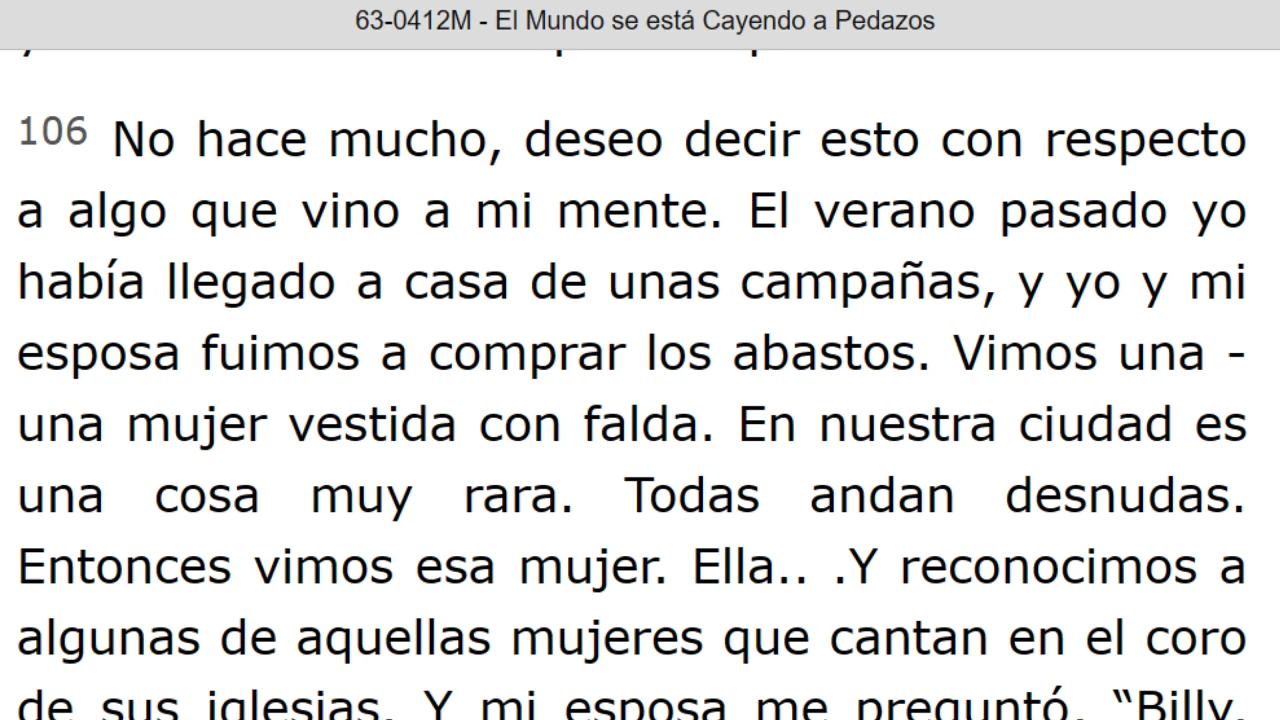 63-0412M - El Mundo se está Cayendo a Pedazos
106 No hace mucho, deseo decir esto con respecto
a algo que vino a mi mente. El verano pasado yo
había llegado a casa de unas campañas, y yo y mi
esposa fuimos a comprar los abastos. Vimos una -
una mujer vestida con falda. En nuestra ciudad es
una cosa muy rara. Todas andan desnudas.
Entonces vimos esa mujer. Ella.. .Y reconocimos a
algunas de aquellas mujeres que cantan en el coro
de sus iglesias. Y mi esposa me preguntó, “Billy,